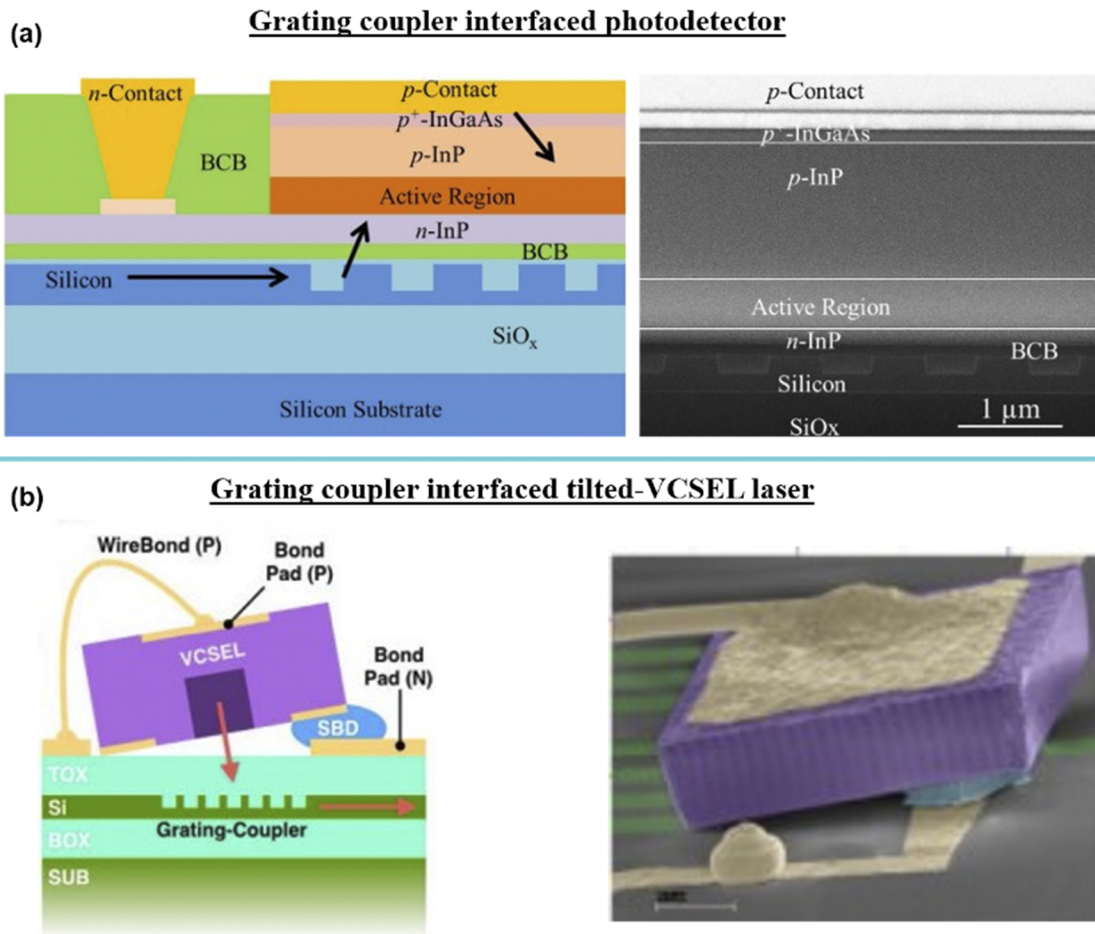 (a)
Grating coupler interfaced photodetector
n-Contact
BCB
p-Contact
p⁺-InGaAs
p-InP
Active Region
n-InP
BCB
Silicon
SiOₓ
Silicon Substrate
p-Contact
p⁺-InGaAs
p-InP
Active Region
n-InP
BCB
Silicon
SiOx
1 μm
(b)
Grating coupler interfaced tilted-VCSEL laser
WireBond (P)
Bond
Pad (P)
VCSEL
Bond
Pad (N)
SBD
TOX
Si
Grating-Coupler
BOX
SUB